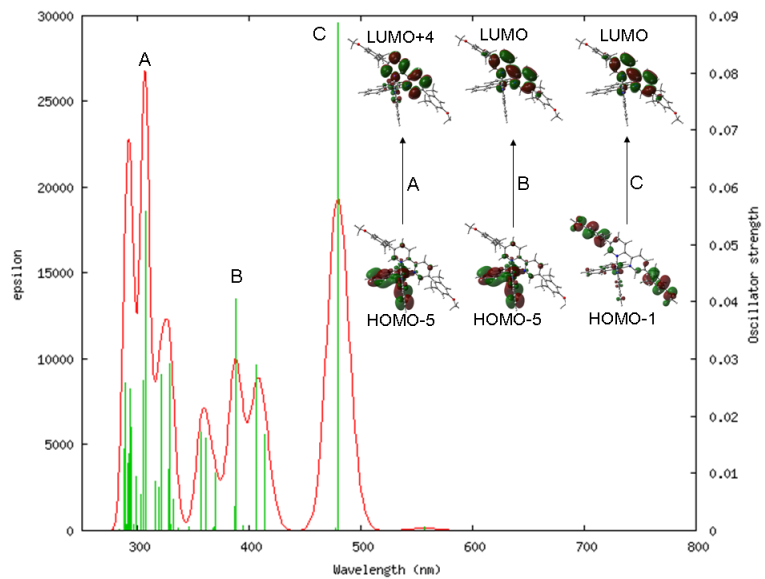 30000
25000
20000
15000
10000
5000
0
epsilon
300
400
500
600
700
800
Wavelength (nm)
0.09
0.08
0.07
0.06
0.05
0.04
0.03
0.02
0.01
0
Oscillator strength
A
B
C
LUMO+4
LUMO
LUMO
A
B
C
HOMO-5
HOMO-5
HOMO-1